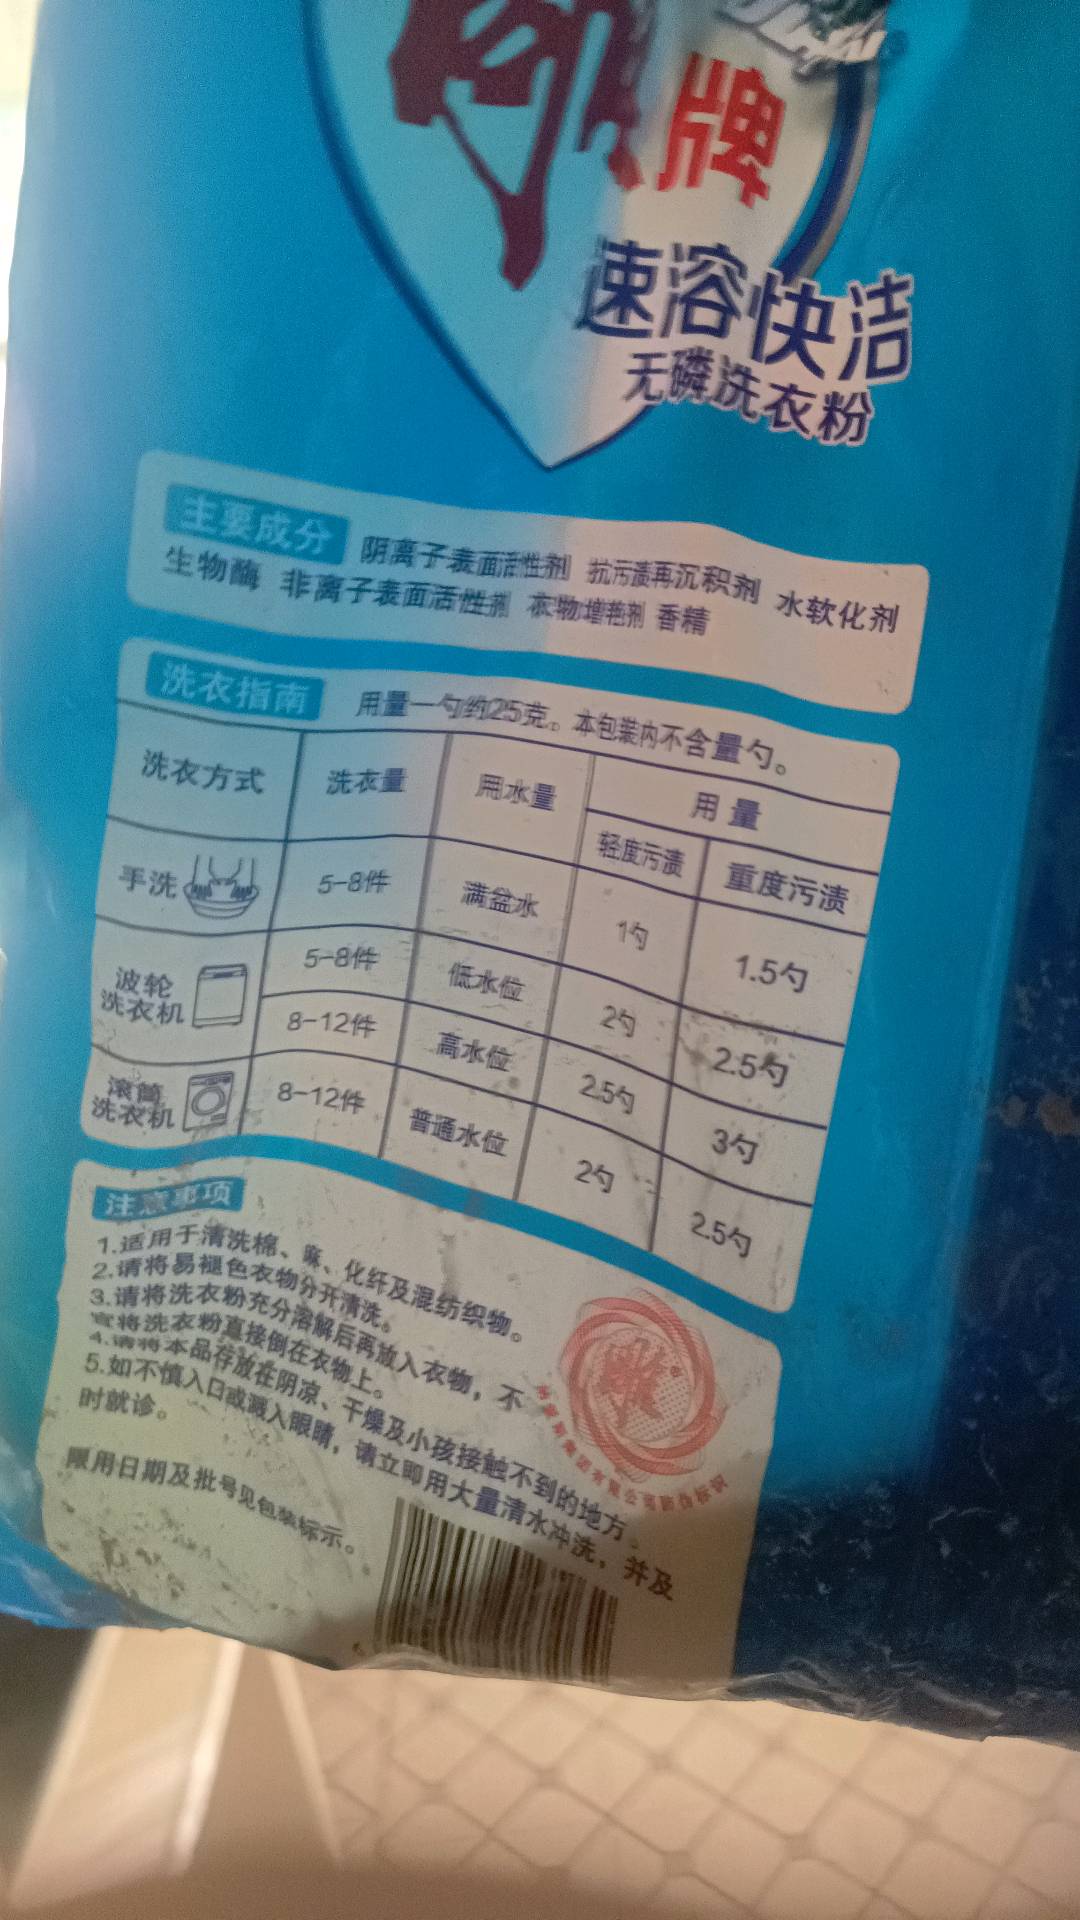 牌
速溶快洁
无磷洗衣粉
主要成分 阴离子表面活性剂 抗污渍再沉积剂 水软化剂
生物酶 非离子表面活性剂 衣物增艳剂 香精
洗衣指南 用量一勺约25克。本包装内不含量勺。
洗衣方式 洗衣量 用水量 用量
轻度污渍 重度污渍
手洗 5-8件 满盆水 1勺 1.5勺
波轮洗衣机 5-8件 低水位 2勺 2.5勺
8-12件 高水位 2.5勺 3勺
滚筒洗衣机 8-12件 普通水位 2勺 2.5勺
注意事项
1.适用于清洗棉、麻、化纤及混纺织物。
2.请将易褪色衣物分开清洗。
3.请将洗衣粉充分溶解后再放入衣物，不
宜将洗衣粉直接倒在衣物上。
4.请将本品存放在阴凉、干燥及小孩接触不到的地方。
5.如不慎入口或溅入眼睛，请立即用大量清水冲洗，并及
时就诊。
限用日期及批号见包装标示。
雕